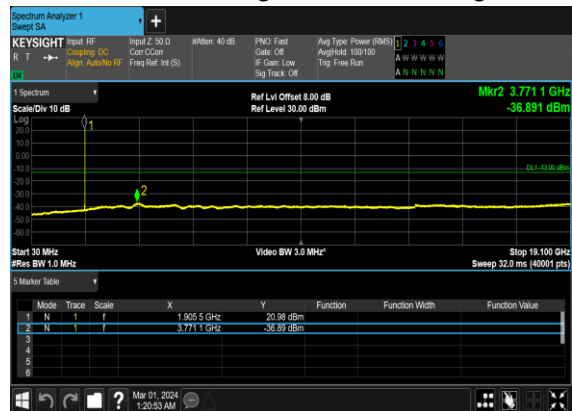 Spectrum Analyzer 1
Swept SA
+
KEYSIGHT Input: RF Input Z: 50 Ω #Atten: 40 dB PNO: Fast Avg Type: Power (RMS) 1 2 3 4 5 6
R T Coupling: DC Corr CCorr Gate: Off Avg|Hold: 100/100 A W W W W W
Align: Auto/No RF Freq Ref: Int (S) IF Gain: Low Trig: Free Run
Sig Track: Off A N N N N N
1 Spectrum Ref Lvl Offset 8.00 dB Mkr2 3.771 1 GHz
Scale/Div 10 dB Ref Level 30.00 dBm -36.891 dBm
Log
20.0
10.0
0.00
-10.0
DL1 -13.00 dBm
-20.0
-30.0
-40.0
-50.0
-60.0
1
2
Start 30 MHz Video BW 3.0 MHz* Stop 19.100 GHz
#Res BW 1.0 MHz Sweep 32.0 ms (40001 pts)
5 Marker Table
Mode Trace Scale X Y Function Function Width Function Value
1 N 1 f 1.905 5 GHz 20.98 dBm
2 N 1 f 3.771 1 GHz -36.89 dBm
3
4
5
6
? Mar 01, 2024
1:20:53 AM